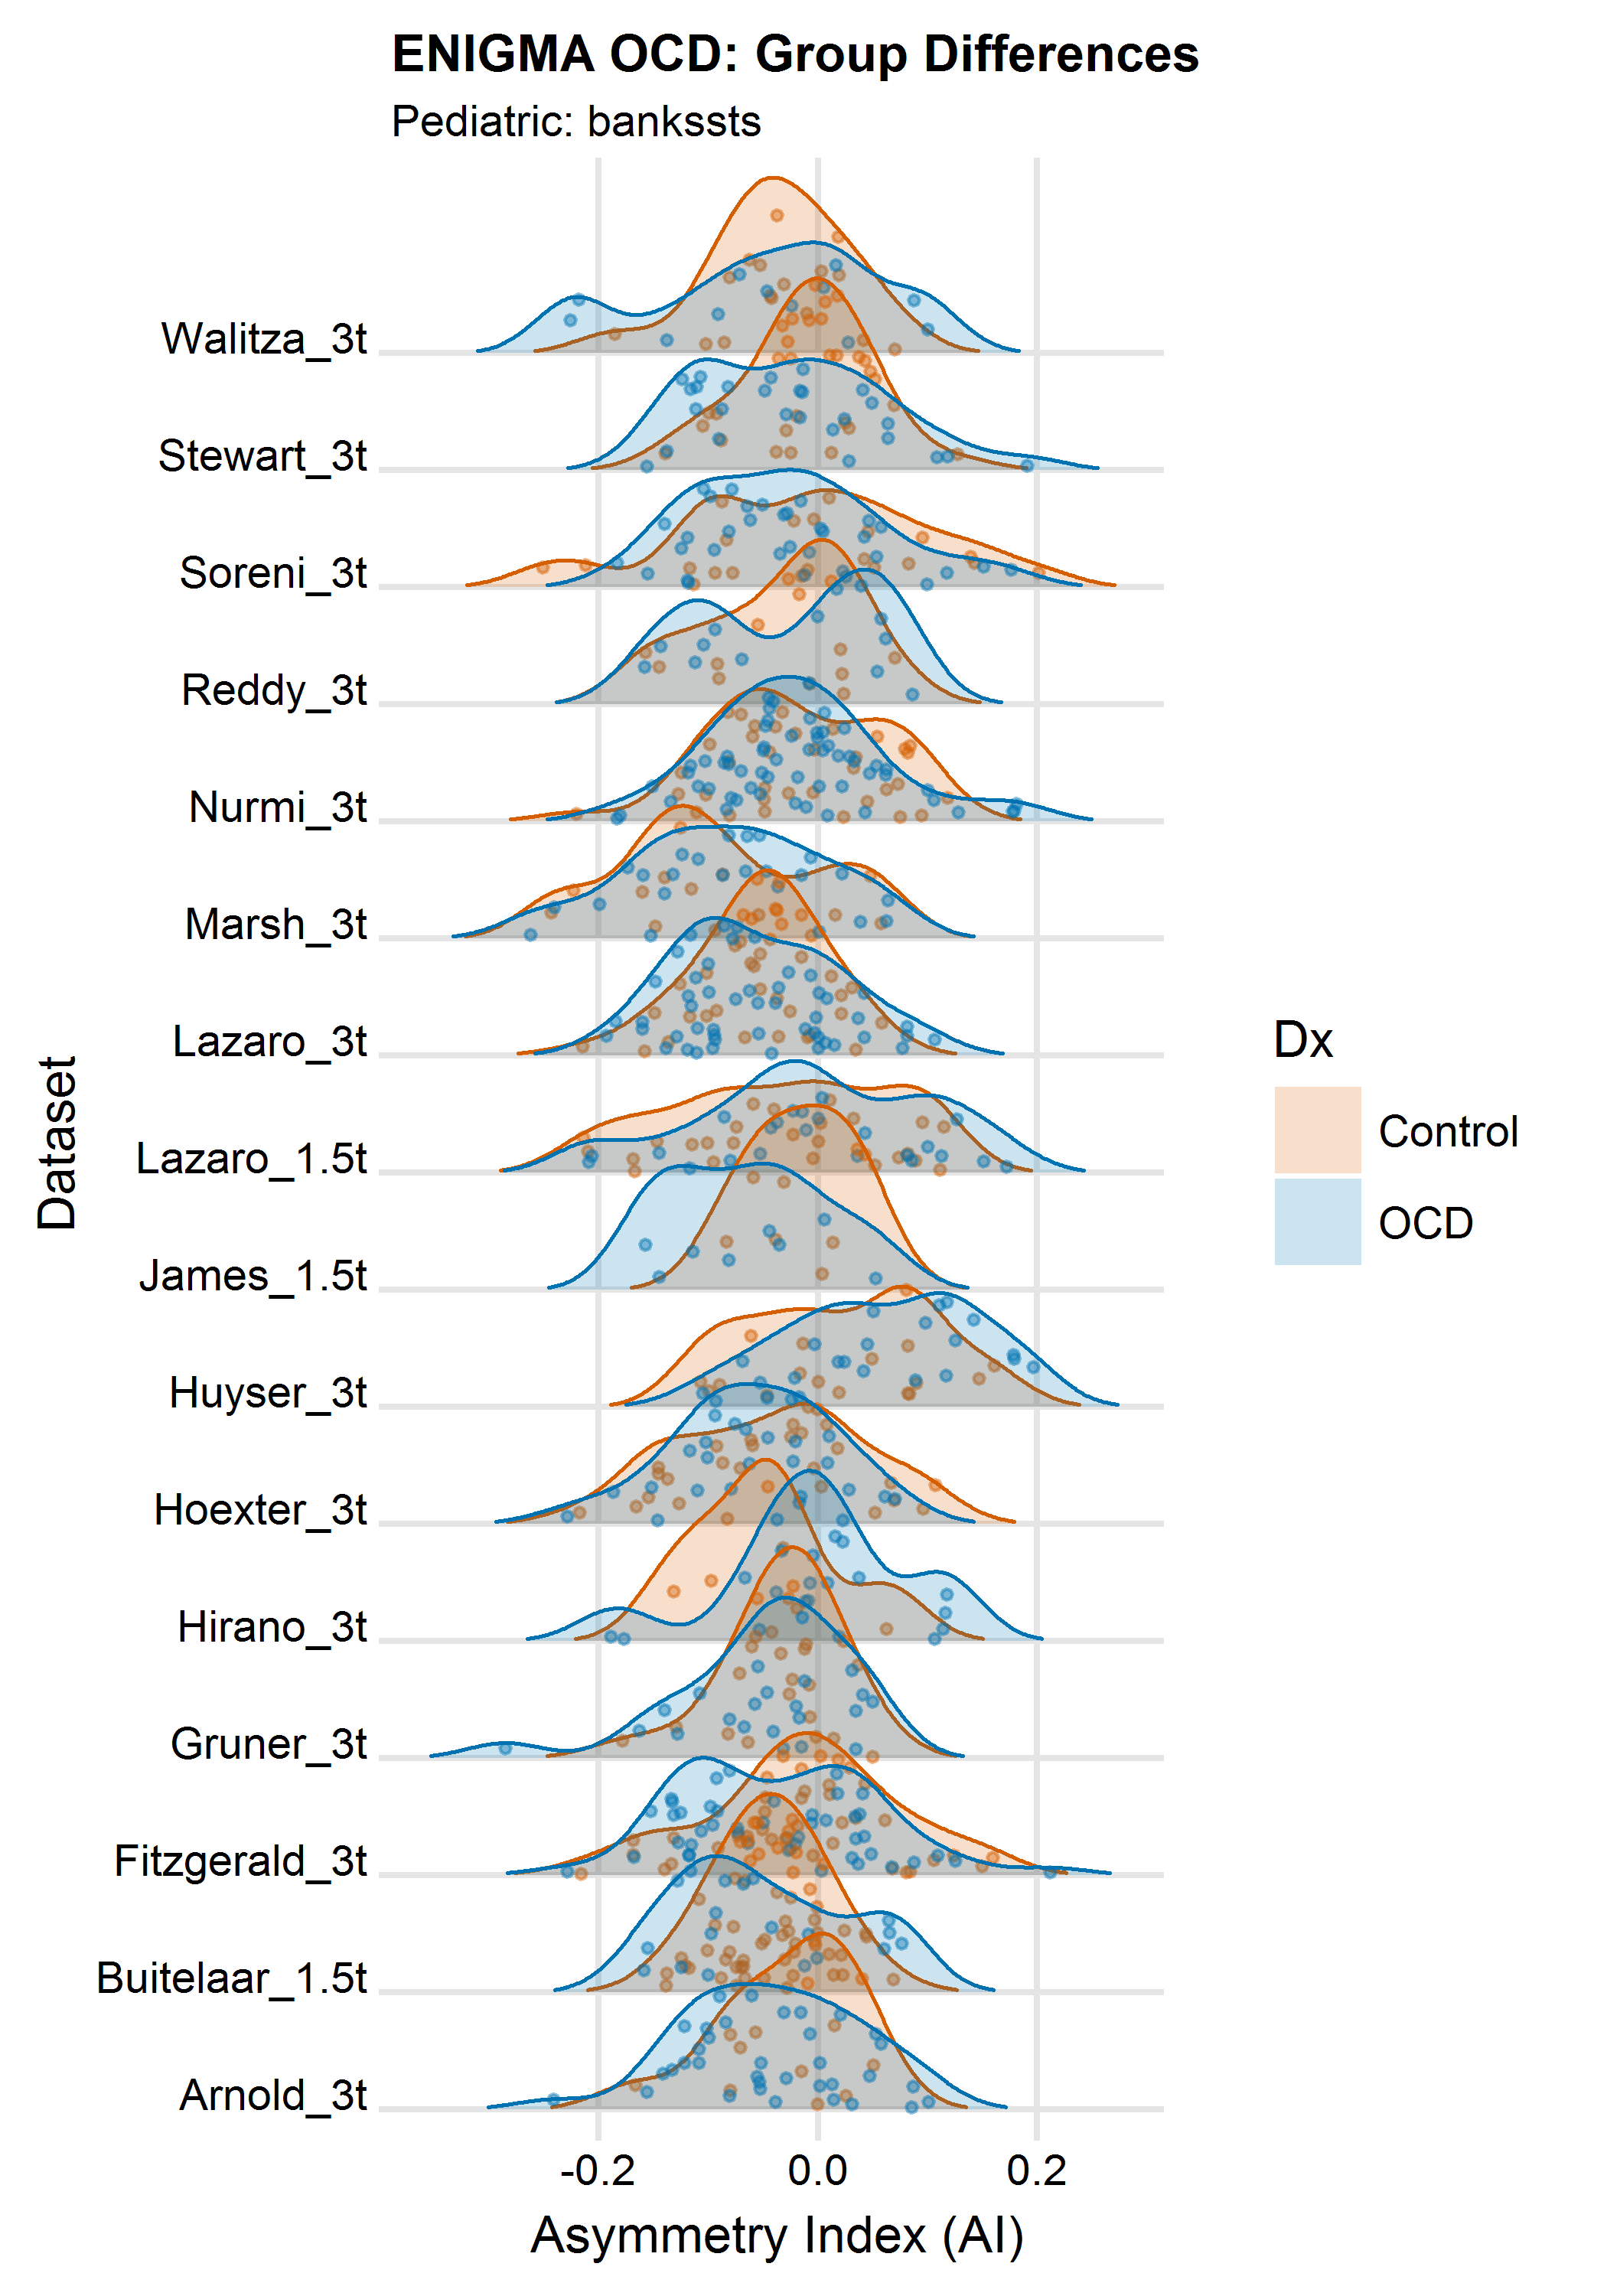 ENIGMA OCD: Group Differences
Pediatric: bankssts
Walitza_3t
Stewart_3t
Soreni_3t
Reddy_3t
Nurmi_3t
Marsh_3t
Lazaro_3t
Lazaro_1.5t
James_1.5t
Huyser_3t
Hoexter_3t
Hirano_3t
Gruner_3t
Fitzgerald_3t
Buitelaar_1.5t
Arnold_3t
Dataset
-0.2 0.0 0.2
Asymmetry Index (AI)
Dx
Control
OCD